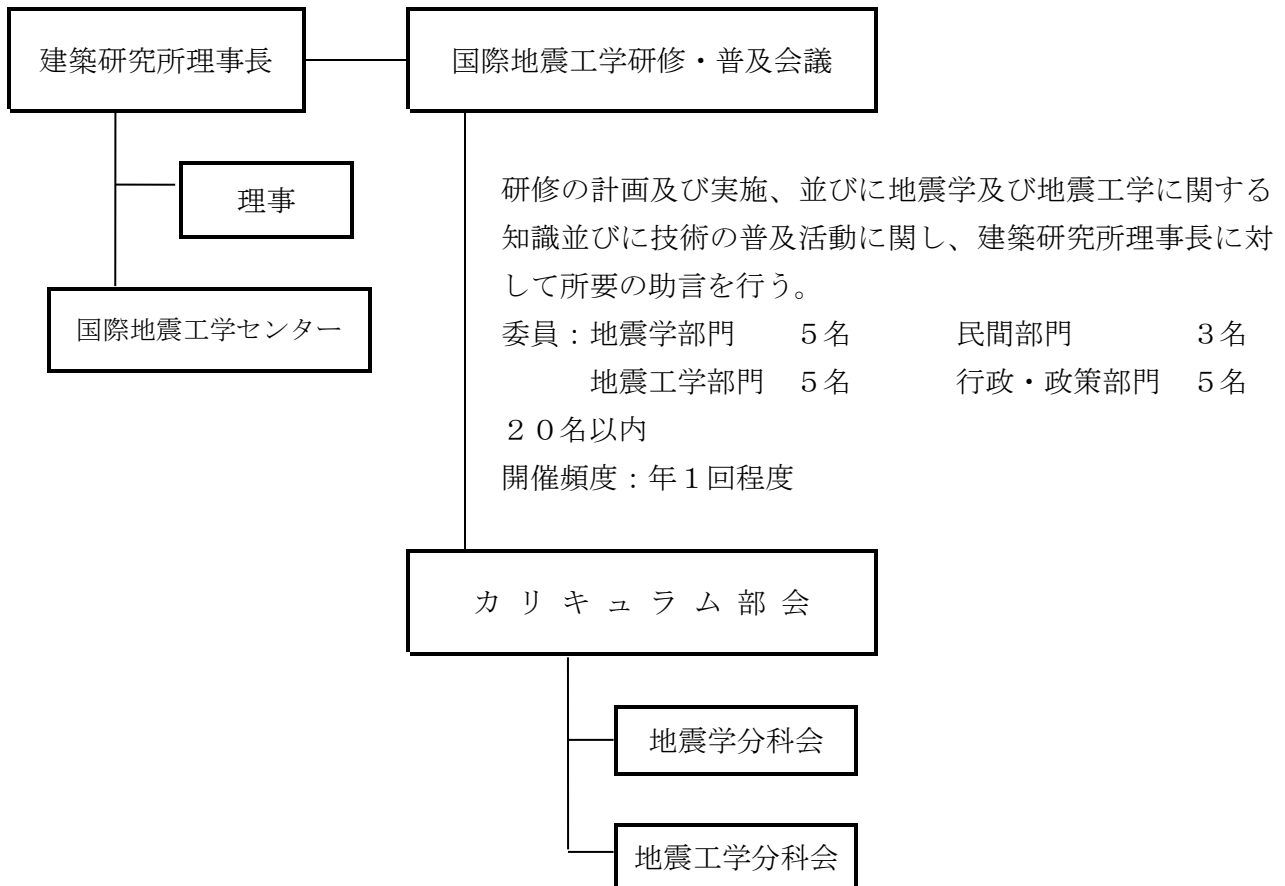 建築研究所理事長
国際地震工学研修・普及会議
理事
国際地震工学センター
研修の計画及び実施、並びに地震学及び地震工学に関する
知識並びに技術の普及活動に関し、建築研究所理事長に対
して所要の助言を行う。
委員：地震学部門　　５名　　　　民間部門　　　　　３名
地震工学部門　５名　　　　行政・政策部門　５名
２０名以内
開催頻度：年１回程度
カ リ キ ュ ラ ム 部 会
地震学分科会
地震工学分科会